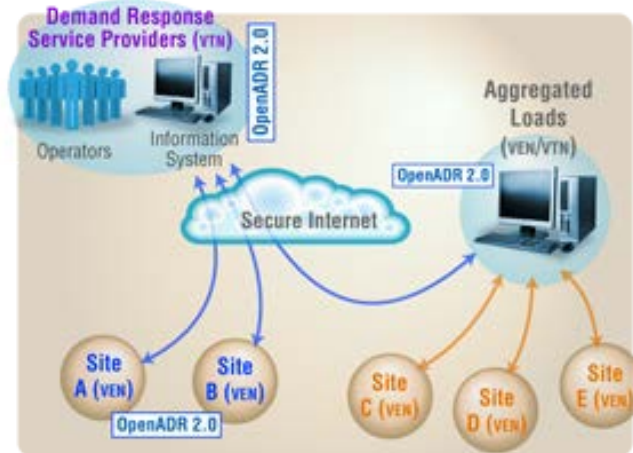 Demand Response
Service Providers (VTN)
OpenADR 2.0
Operators
Information
System
Aggregated
Loads
(VEN/VTN)
OpenADR 2.0
Secure Internet
Site
A (VEN)
Site
B (VEN)
OpenADR 2.0
Site
C (VEN)
Site
D (VEN)
Site
E (VEN)